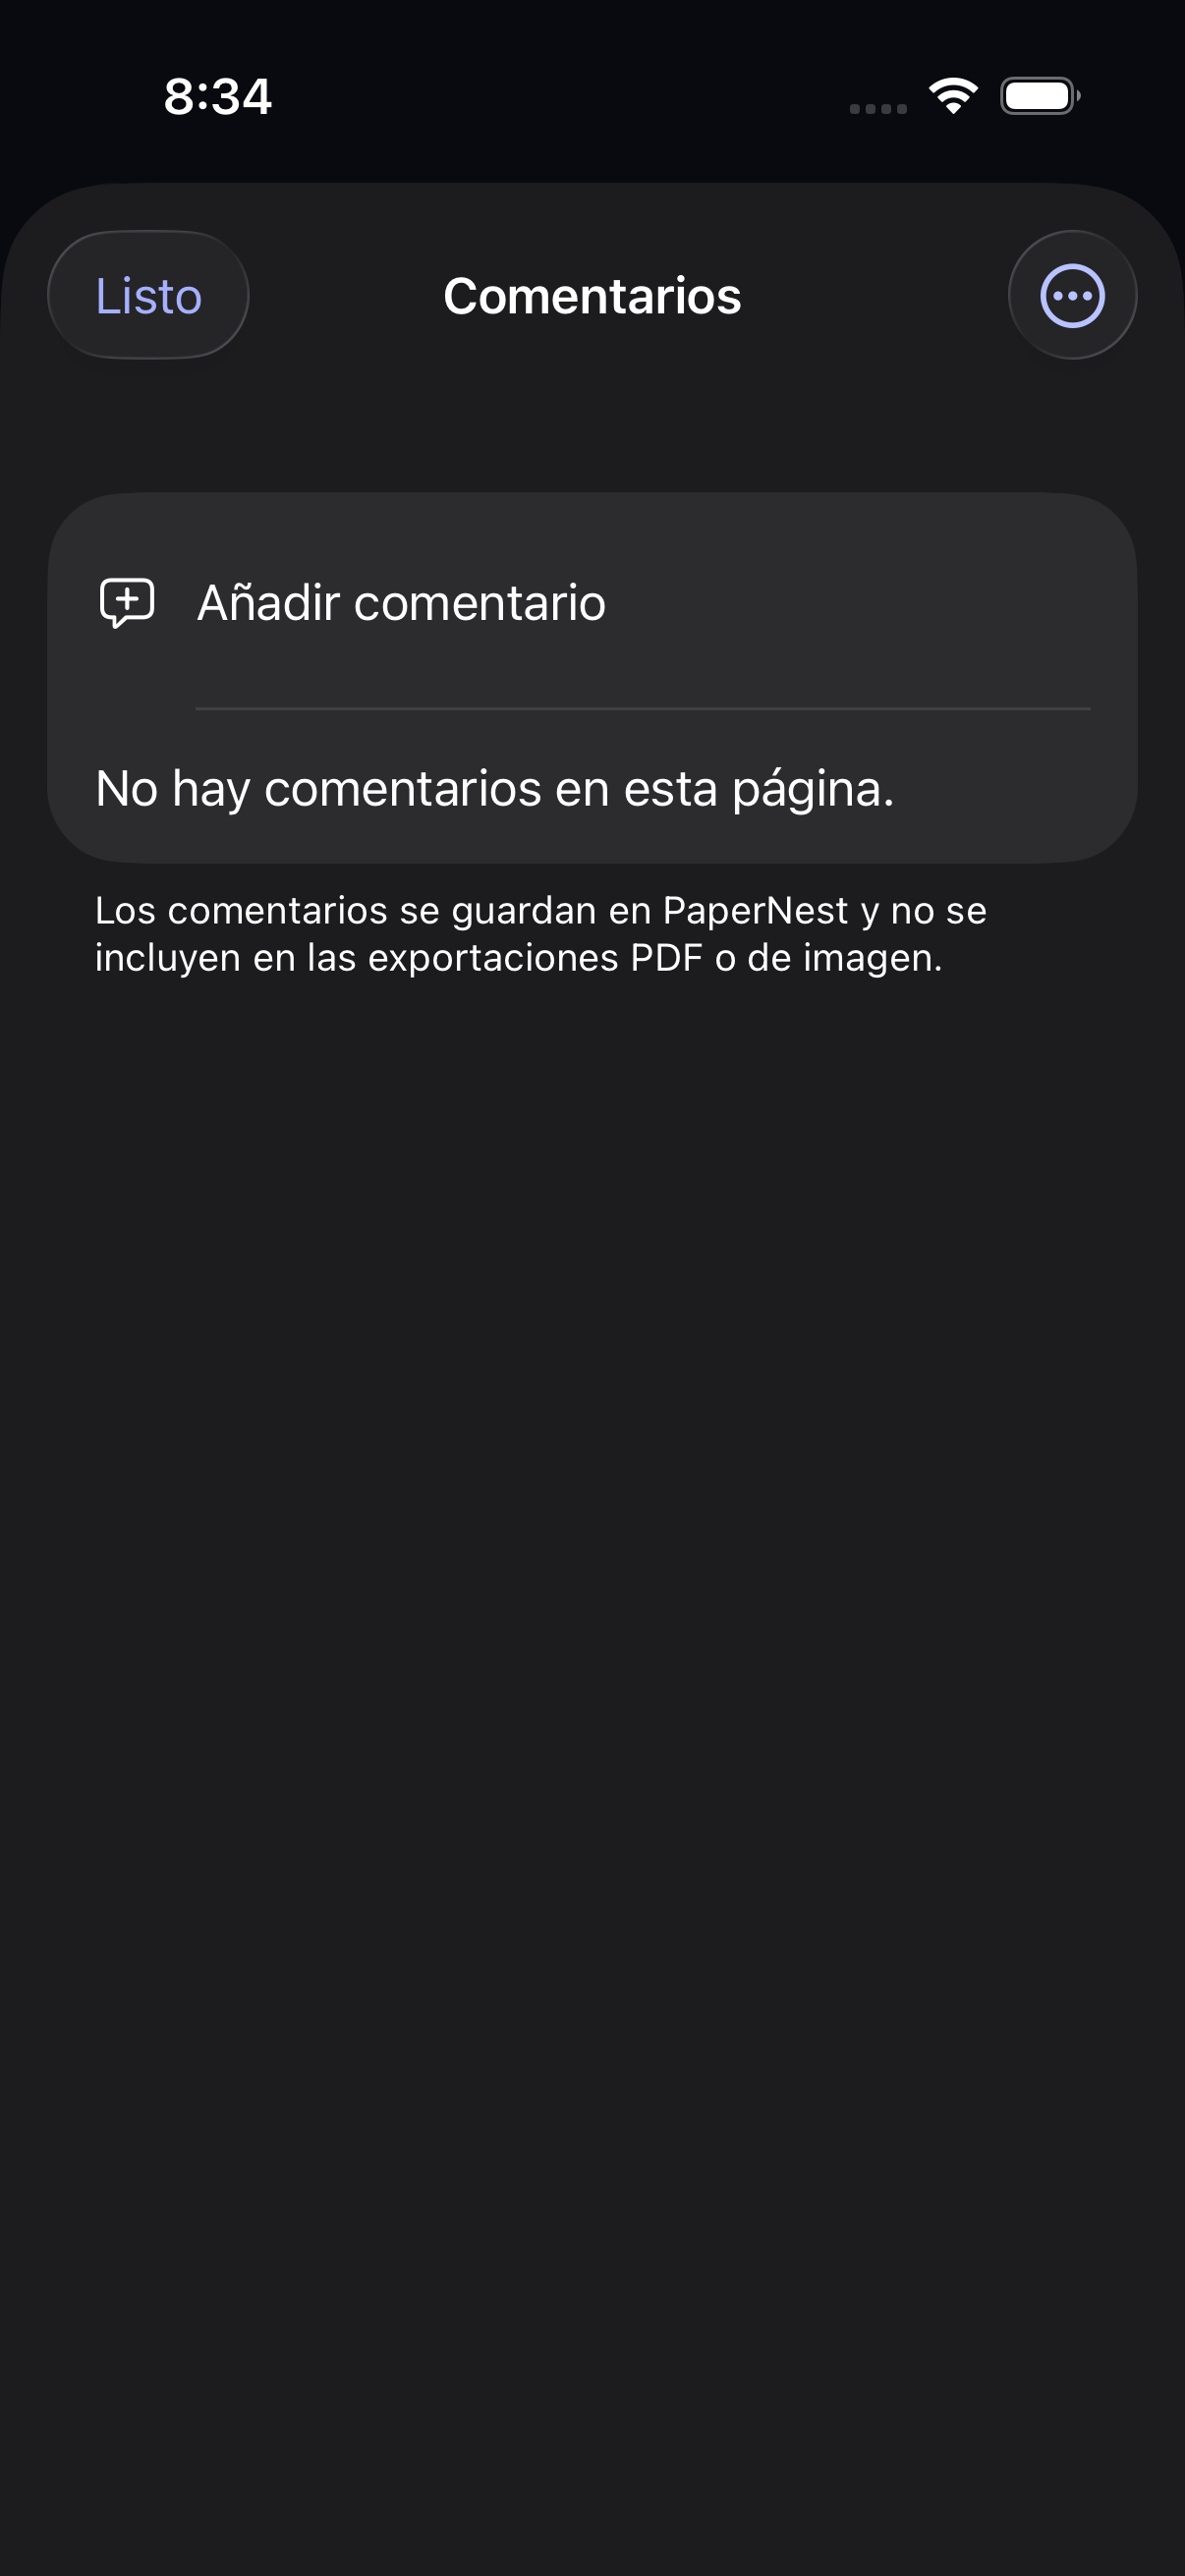 8:34
Listo
Comentarios
Añadir comentario
No hay comentarios en esta página.
Los comentarios se guardan en PaperNest y no se
incluyen en las exportaciones PDF o de imagen.